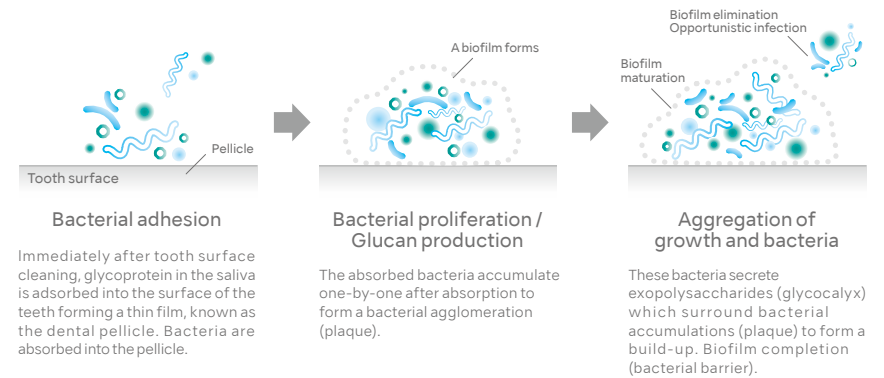 Biofilm elimination
Opportunistic infection
A biofilm forms
Biofilm
maturation
Pellicle
Tooth surface
Bacterial adhesion
Immediately after tooth surface
cleaning, glycoprotein in the saliva
is adsorbed into the surface of the
teeth forming a thin film, known as
the dental pellicle. Bacteria are
absorbed into the pellicle.
Bacterial proliferation /
Glucan production
The absorbed bacteria accumulate
one-by-one after absorption to
form a bacterial agglomeration
(plaque).
Aggregation of
growth and bacteria
These bacteria secrete
exopolysaccharides (glycocalyx)
which surround bacterial
accumulations (plaque) to form a
build-up. Biofilm completion
(bacterial barrier).